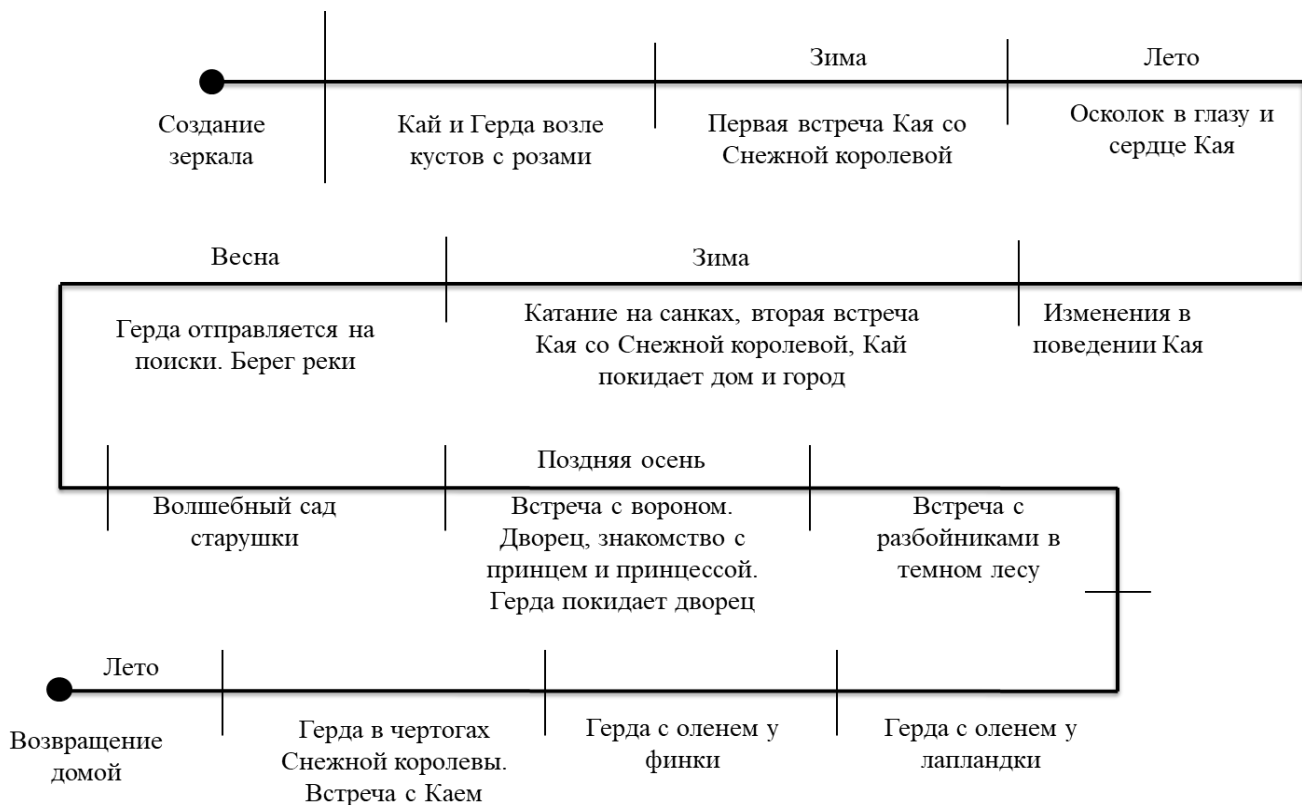 Зима
Лето
Создание
зеркала
Кай и Герда возле
кустов с розами
Первая встреча Кая со
Снежной королевой
Осколок в глазу и
сердце Кая
Весна
Зима
Герда отправляется на
поиски. Берег реки
Катание на санках, вторая встреча
Кая со Снежной королевой, Кай
покидает дом и город
Изменения в
поведении Кая
Поздняя осень
Волшебный сад
старушки
Встреча с вороном.
Дворец, знакомство с
принцем и принцессой.
Герда покидает дворец
Встреча с
разбойниками в
темном лесу
Лето
Возвращение
домой
Герда в чертогах
Снежной королевы.
Встреча с Каем
Герда с оленем у
финки
Герда с оленем у
лапландки